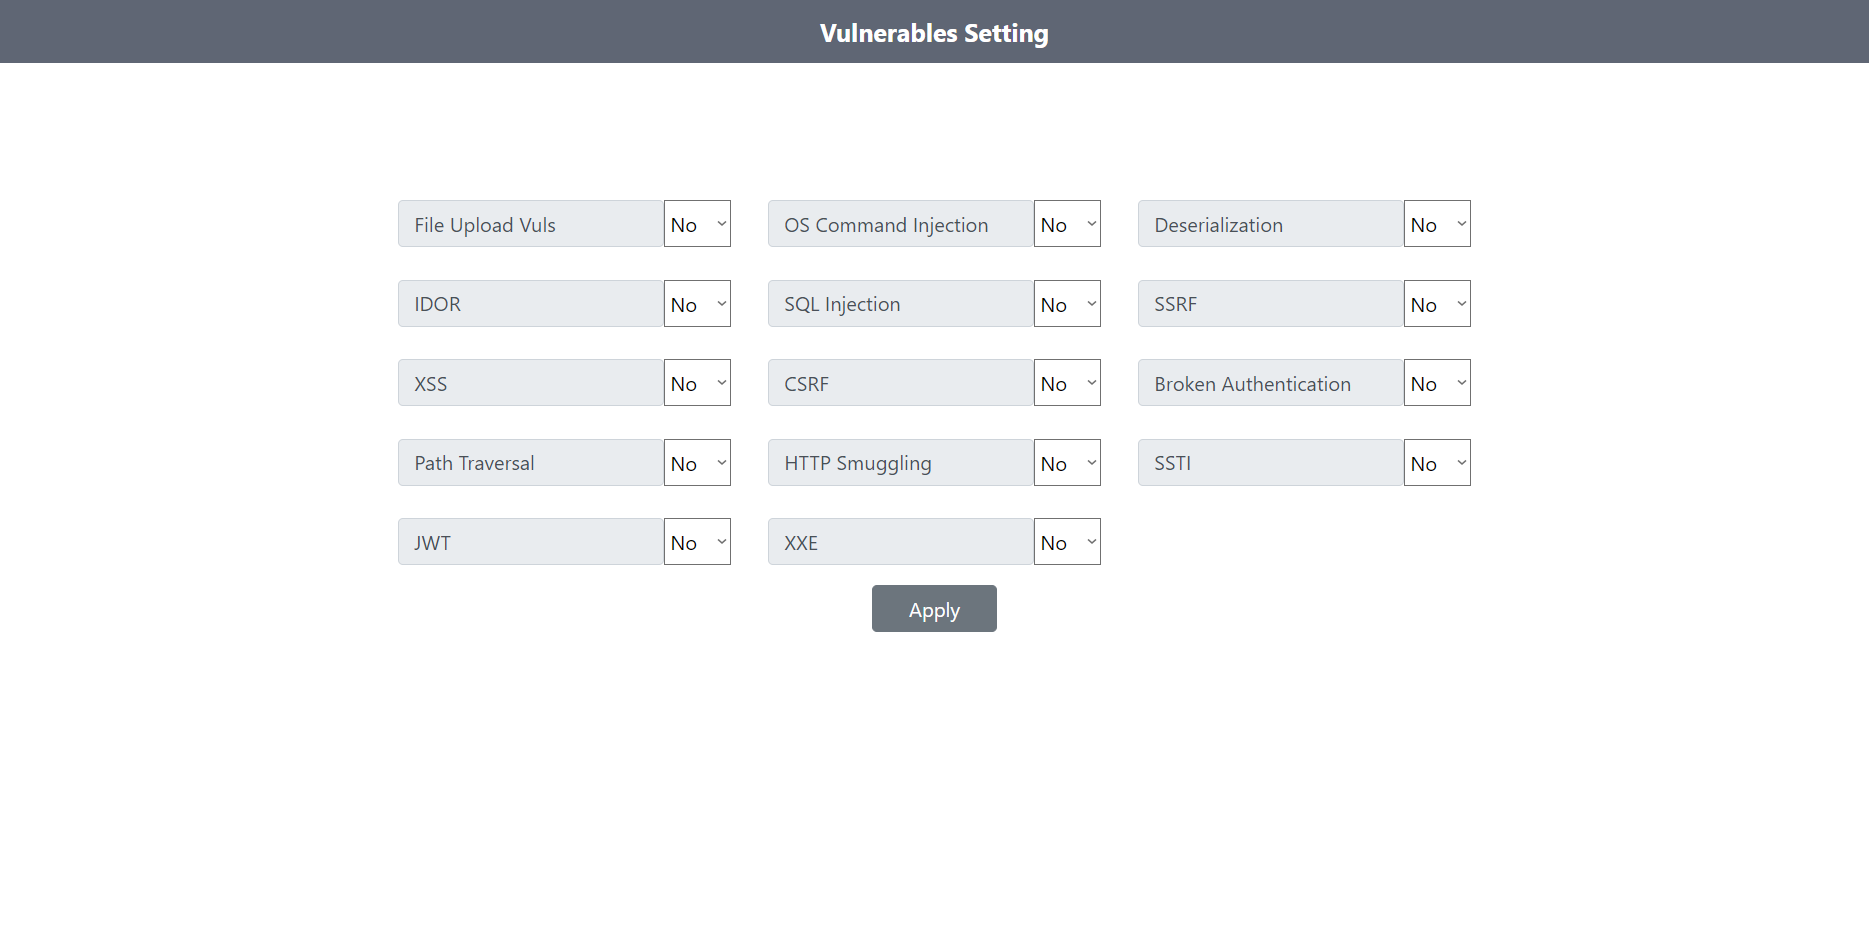 Vulnerables Setting
File Upload Vuls No OS Command Injection No Deserialization No
IDOR No SQL Injection No SSRF No
XSS No CSRF No Broken Authentication No
Path Traversal No HTTP Smuggling No SSTI No
JWT No XXE No
Apply